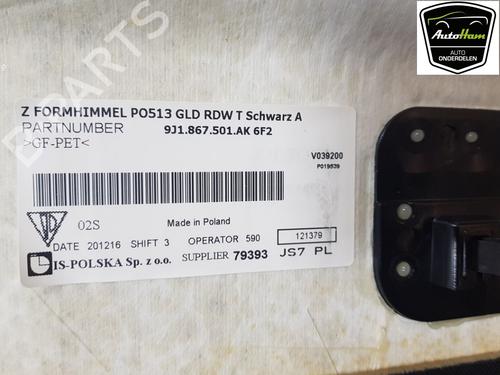 AutoHam
AUTO
ONDERDELEN
B-PARTS
Z FORMHIMMEL PO513 GLD RDW T Schwarz A
PARTNUMBER 9J1.867.501.AK 6F2
>GF-PET<
V039200
P019539
02S
Made in Poland
DATE 201216 SHIFT 3 OPERATOR 590 121379
IS-POLSKA Sp. z o.o. SUPPLIER 79393 JS7 PL